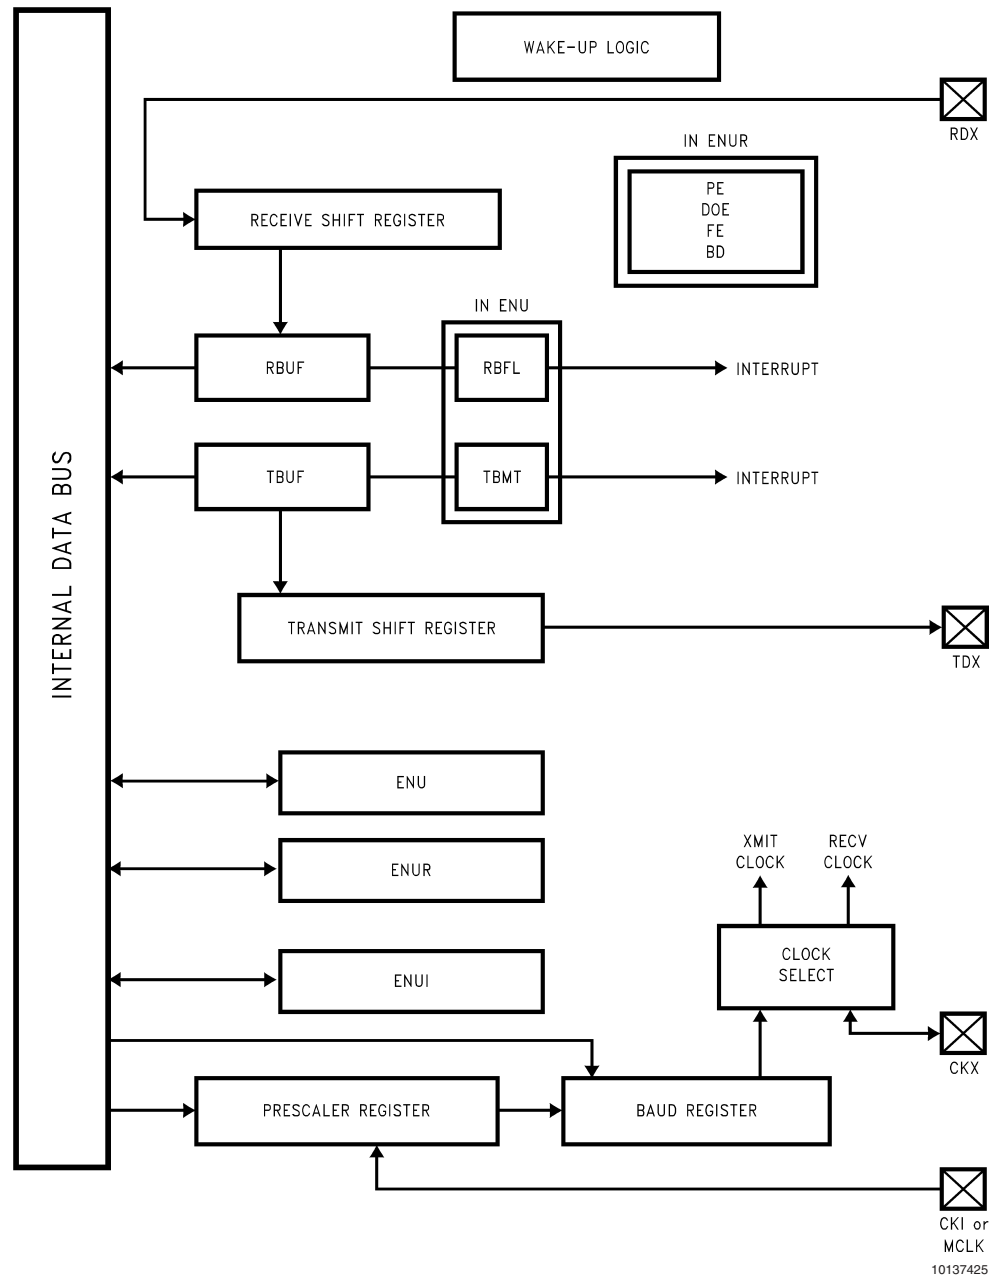 WAKE-UP LOGIC
RDX
IN ENUR
PE
DOE
FE
BD
RECEIVE SHIFT REGISTER
IN ENU
RBUF
RBFL
INTERRUPT
TBUF
TBMT
INTERRUPT
INTERNAL DATA BUS
TRANSMIT SHIFT REGISTER
TDX
ENU
ENUR
XMIT
CLOCK
RECV
CLOCK
ENUI
CLOCK
SELECT
CKX
PRESCALER REGISTER
BAUD REGISTER
CKI or
MCLK
10137425